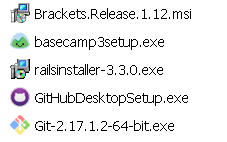 Brackets.Release.1.12.msi
basecamp3setup.exe
railsinstaller-3.3.0.exe
GitHubDesktopSetup.exe
Git-2.17.1.2-64-bit.exe